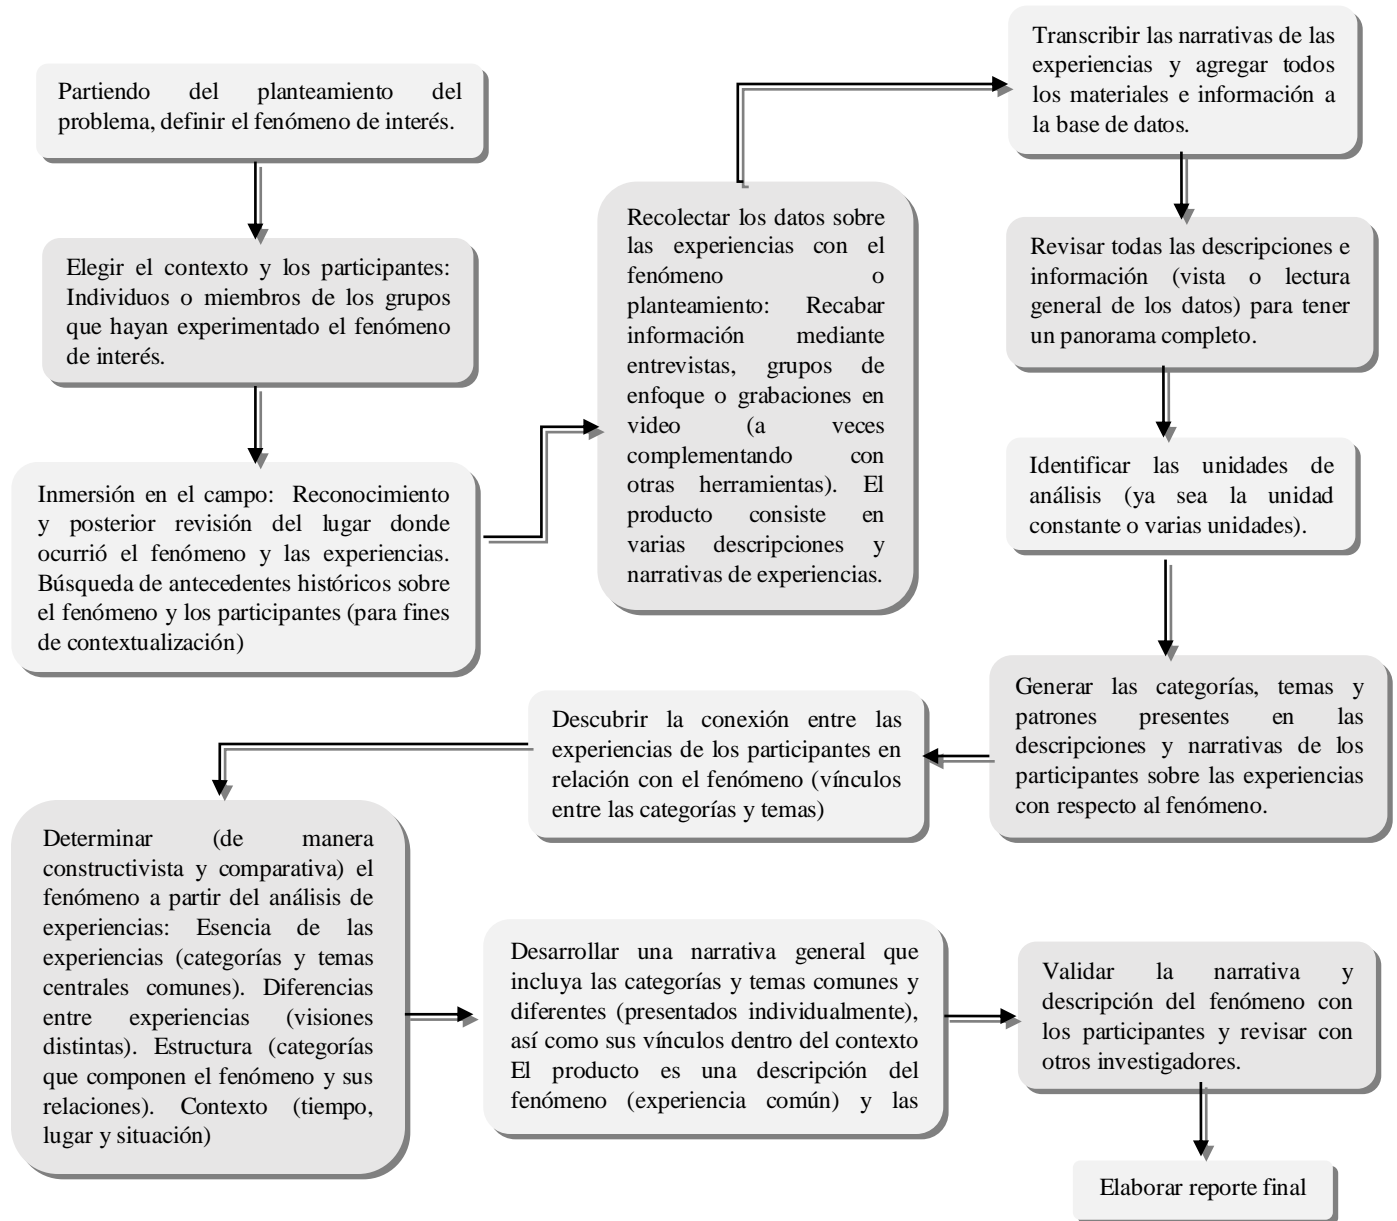 Partiendo del planteamiento del
problema, definir el fenómeno de interés.
Elegir el contexto y los participantes:
Individuos o miembros de los grupos
que hayan experimentado el fenómeno
de interés.
Inmersión en el campo: Reconocimiento
y posterior revisión del lugar donde
ocurrió el fenómeno y las experiencias.
Búsqueda de antecedentes históricos sobre
el fenómeno y los participantes (para fines
de contextualización)
Recolectar los datos sobre
las experiencias con el
fenómeno o
planteamiento: Recabar
información mediante
entrevistas, grupos de
enfoque o grabaciones en
video (a veces
complementando con
otras herramientas). El
producto consiste en
varias descripciones y
narrativas de experiencias.
Transcribir las narrativas de las
experiencias y agregar todos
los materiales e información a
la base de datos.
Revisar todas las descripciones e
información (vista o lectura
general de los datos) para tener
un panorama completo.
Identificar las unidades de
análisis (ya sea la unidad
constante o varias unidades).
Generar las categorías, temas y
patrones presentes en las
descripciones y narrativas de los
participantes sobre las experiencias
con respecto al fenómeno.
Descubrir la conexión entre las
experiencias de los participantes en
relación con el fenómeno (vínculos
entre las categorías y temas)
Determinar (de manera
constructivista y comparativa) el
fenómeno a partir del análisis de
experiencias: Esencia de las
experiencias (categorías y temas
centrales comunes). Diferencias
entre experiencias (visiones
distintas). Estructura (categorías
que componen el fenómeno y sus
relaciones). Contexto (tiempo,
lugar y situación)
Desarrollar una narrativa general que
incluya las categorías y temas comunes y
diferentes (presentados individualmente),
así como sus vínculos dentro del contexto
El producto es una descripción del
fenómeno (experiencia común) y las
Validar la narrativa y
descripción del fenómeno con
los participantes y revisar con
otros investigadores.
Elaborar reporte final